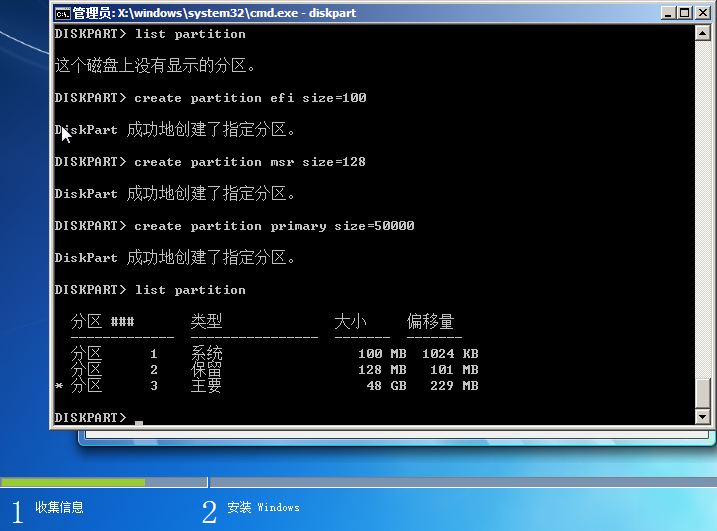 管理员: X:\windows\system32\cmd.exe - diskpart
DISKPART> list partition
这个磁盘上没有显示的分区。
DISKPART> create partition efi size=100
DiskPart 成功地创建了指定分区。
DISKPART> create partition msr size=128
DiskPart 成功地创建了指定分区。
DISKPART> create partition primary size=50000
DiskPart 成功地创建了指定分区。
DISKPART> list partition
分区 ### 类型 大小 偏移量
------------- ---------------- ------- -------
分区 1 系统 100 MB 1024 KB
分区 2 保留 128 MB 101 MB
* 分区 3 主要 48 GB 229 MB
DISKPART> _
1 收集信息 2 安装 Windows